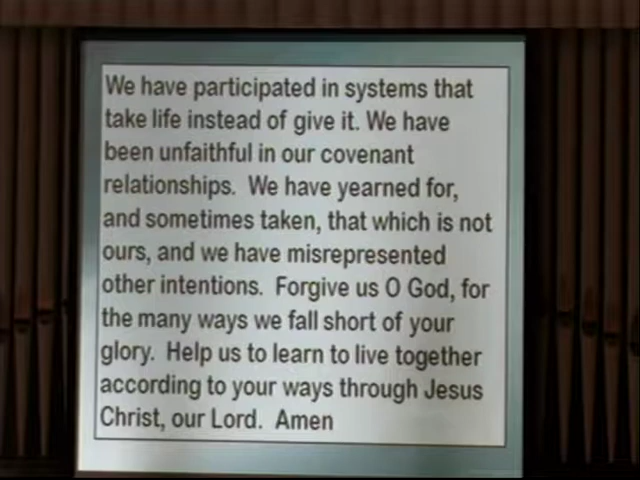 We have participated in systems that
take life instead of give it. We have
been unfaithful in our covenant
relationships.  We have yearned for,
and sometimes taken, that which is not
ours, and we have misrepresented
other intentions.  Forgive us O God, for
the many ways we fall short of your
glory.  Help us to learn to live together
according to your ways through Jesus
Christ, our Lord.  Amen